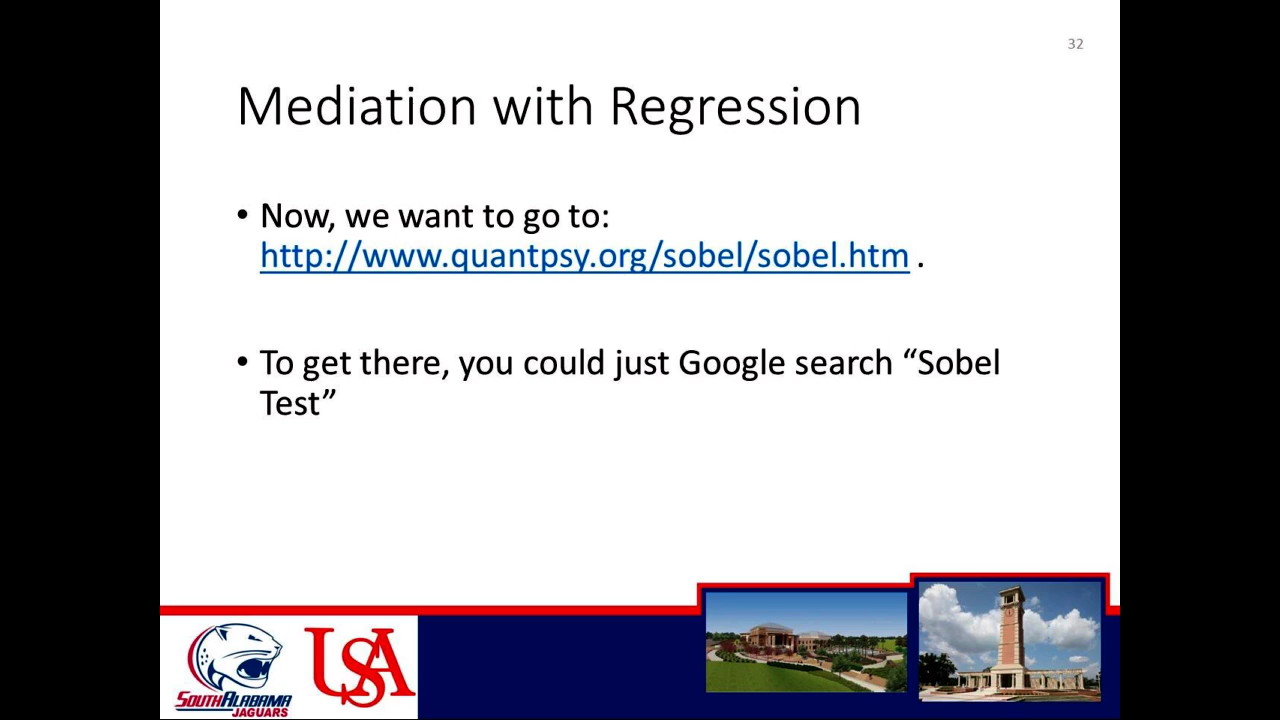 32
Mediation with Regression
• Now, we want to go to:
http://www.quantpsy.org/sobel/sobel.htm .
• To get there, you could just Google search “Sobel
Test”
SOUTH ALABAMA
JAGUARS
USA